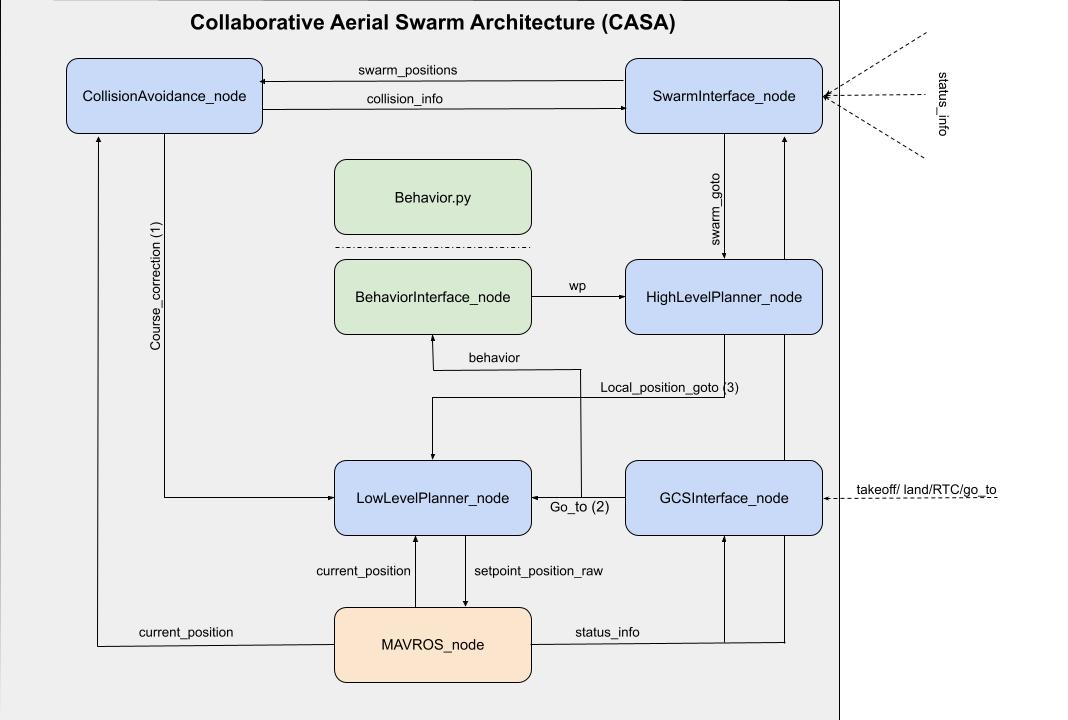 Collaborative Aerial Swarm Architecture (CASA)
CollisionAvoidance_node
swarm_positions
collision_info
SwarmInterface_node
status_info
Behavior.py
swarm_goto
Course_correction (1)
BehaviorInterface_node
wp
HighLevelPlanner_node
behavior
Local_position_goto (3)
LowLevelPlanner_node
Go_to (2)
GCSInterface_node
takeoff/ land/RTC/go_to
current_position
setpoint_position_raw
current_position
MAVROS_node
status_info